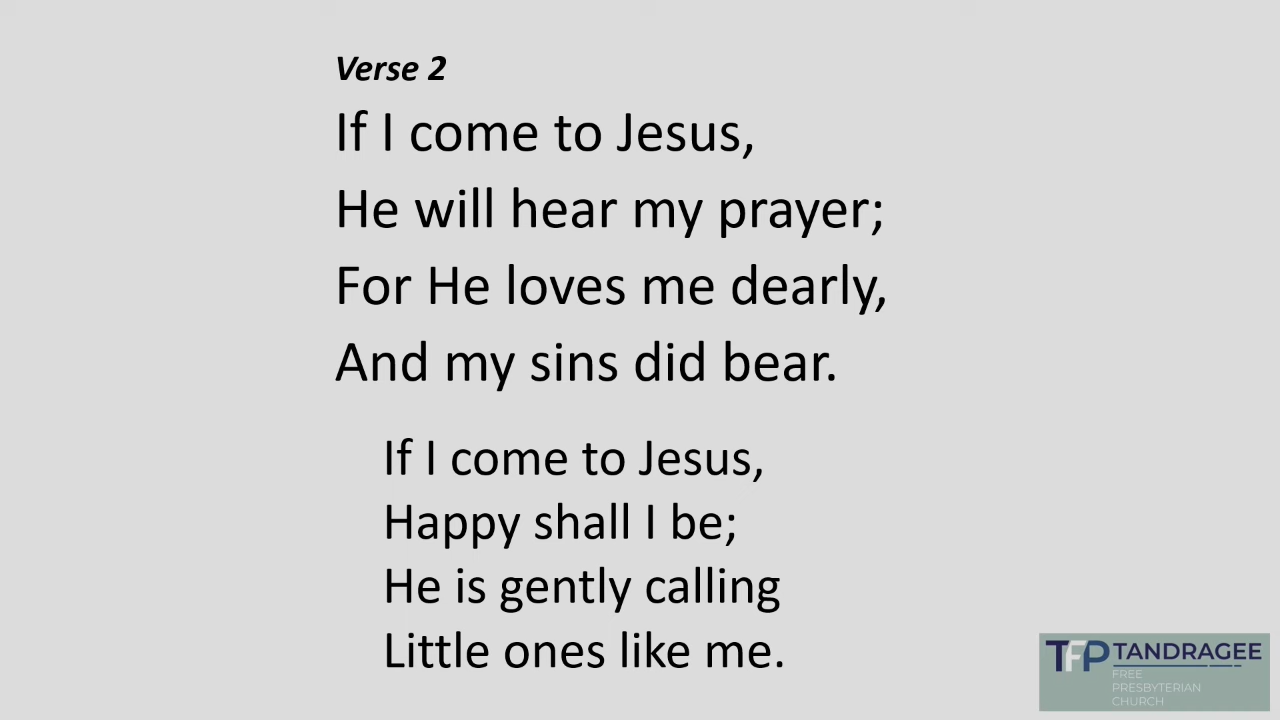 Verse 2
If I come to Jesus,
He will hear my prayer;
For He loves me dearly,
And my sins did bear.
If I come to Jesus,
Happy shall I be;
He is gently calling
Little ones like me.
TFP TANDRAGEE
FREE
PRESBYTERIAN
CHURCH